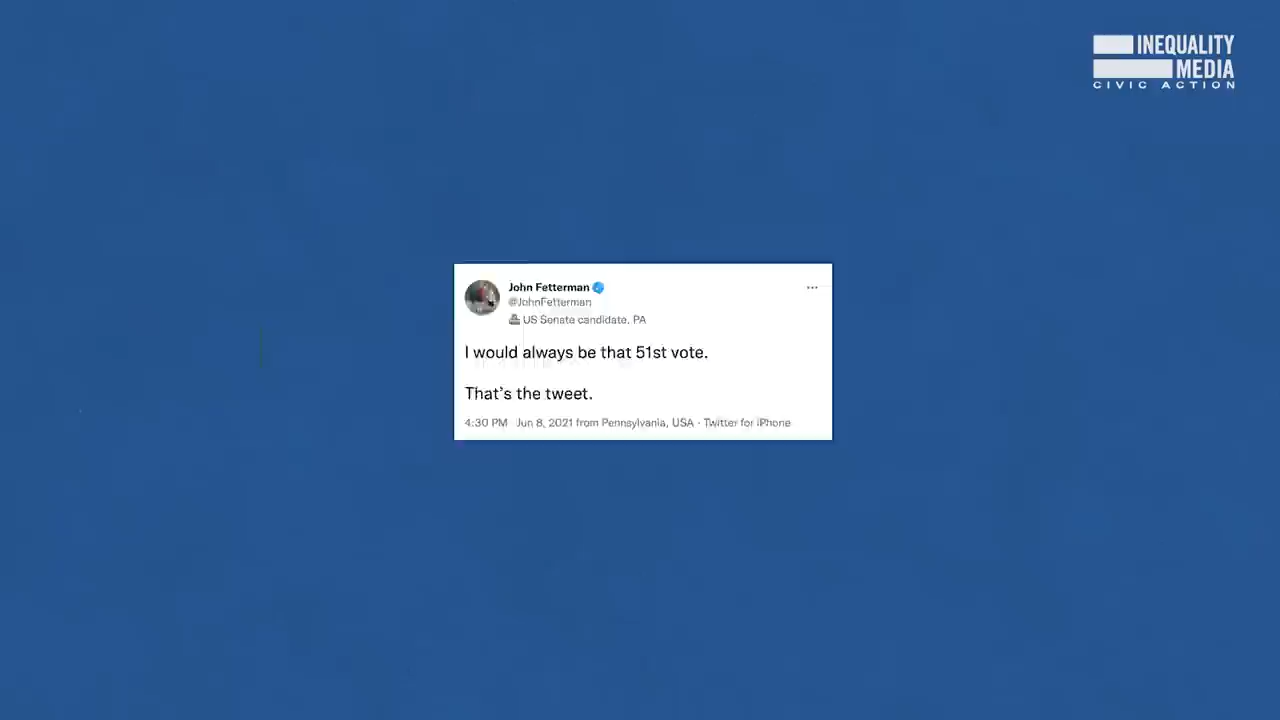 INEQUALITY
MEDIA
CIVIC ACTION
John Fetterman
@JohnFetterman
US Senate candidate, PA
I would always be that 51st vote.
That's the tweet.
4:30 PM Jun 8, 2021 from Pennsylvania, USA · Twitter for iPhone